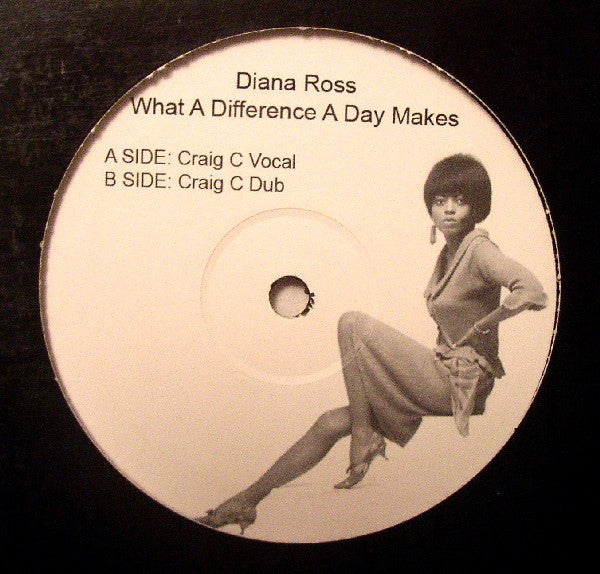 Diana Ross
What A Difference A Day Makes
A SIDE: Craig C Vocal
B SIDE: Craig C Dub